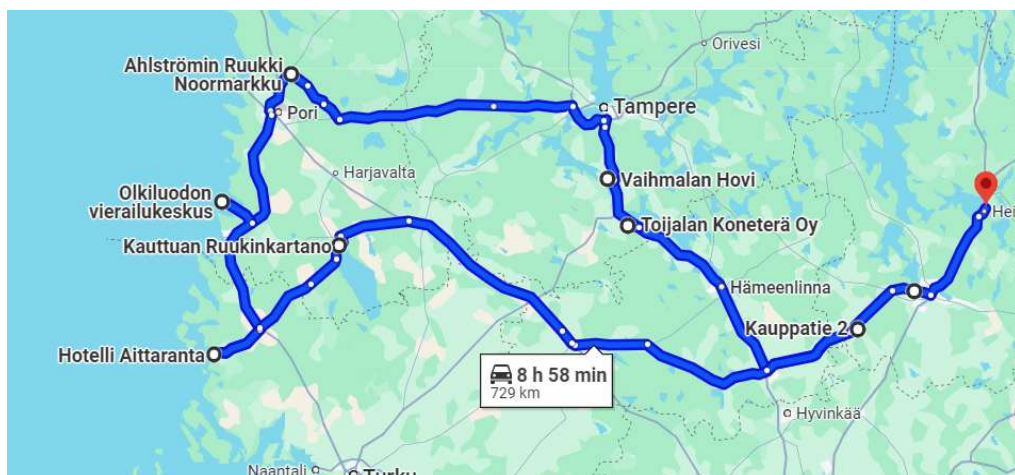 Orivesi
Ahlströmin Ruukki
Noormarkku
Pori
Tampere
Harjavalta
Vaihmalan Hovi
Olkiluodon
vierailukeskus
Hei
Toijalan Koneterä Oy
Kauttuan Ruukinkartano
Hämeenlinna
Kauppatie 2
Hotelli Aittaranta
8 h 58 min
729 km
Hyvinkää
Naantali
Turku